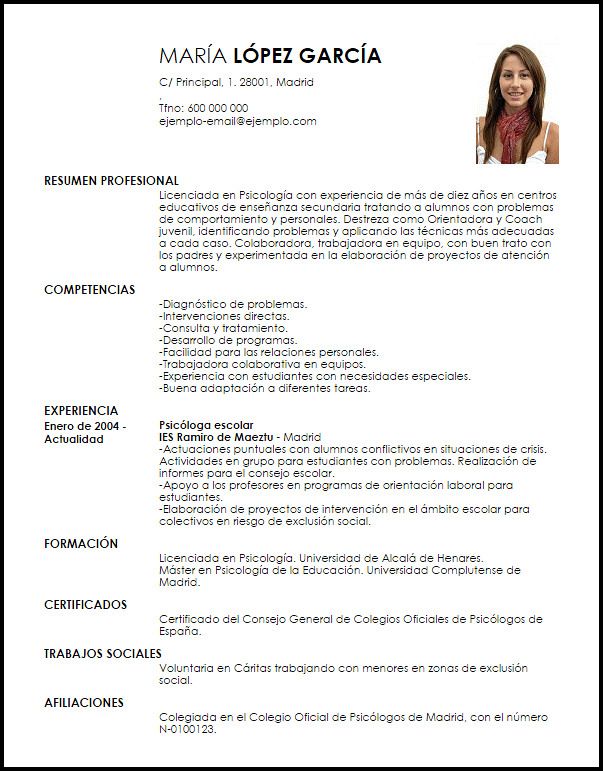 MARÍA LÓPEZ GARCÍA
C/ Principal, 1. 28001, Madrid
.
Tfno: 600 000 000
ejemplo-email@ejemplo.com
RESUMEN PROFESIONAL
Licenciada en Psicología con experiencia de más de diez años en centros
educativos de enseñanza secundaria tratando a alumnos con problemas
de comportamiento y personales. Destreza como Orientadora y Coach
juvenil, identificando problemas y aplicando las técnicas más adecuadas
a cada caso. Colaboradora, trabajadora en equipo, con buen trato con
los padres y experimentada en la elaboración de proyectos de atención
a alumnos.
COMPETENCIAS
-Diagnóstico de problemas.
-Intervenciones directas.
-Consulta y tratamiento.
-Desarrollo de programas.
-Facilidad para las relaciones personales.
-Trabajadora colaborativa en equipos.
-Experiencia con estudiantes con necesidades especiales.
-Buena adaptación a diferentes tareas.
EXPERIENCIA
Enero de 2004 -
Actualidad
Psicóloga escolar
IES Ramiro de Maeztu - Madrid
-Actuaciones puntuales con alumnos conflictivos en situaciones de crisis.
Actividades en grupo para estudiantes con problemas. Realización de
informes para el consejo escolar.
-Apoyo a los profesores en programas de orientación laboral para
estudiantes.
-Elaboración de proyectos de intervención en el ámbito escolar para
colectivos en riesgo de exclusión social.
FORMACIÓN
Licenciada en Psicología. Universidad de Alcalá de Henares.
Máster en Psicología de la Educación. Universidad Complutense de
Madrid.
CERTIFICADOS
Certificado del Consejo General de Colegios Oficiales de Psicólogos de
España.
TRABAJOS SOCIALES
Voluntaria en Cáritas trabajando con menores en zonas de exclusión
social.
AFILIACIONES
Colegiada en el Colegio Oficial de Psicólogos de Madrid, con el número
N-0100123.